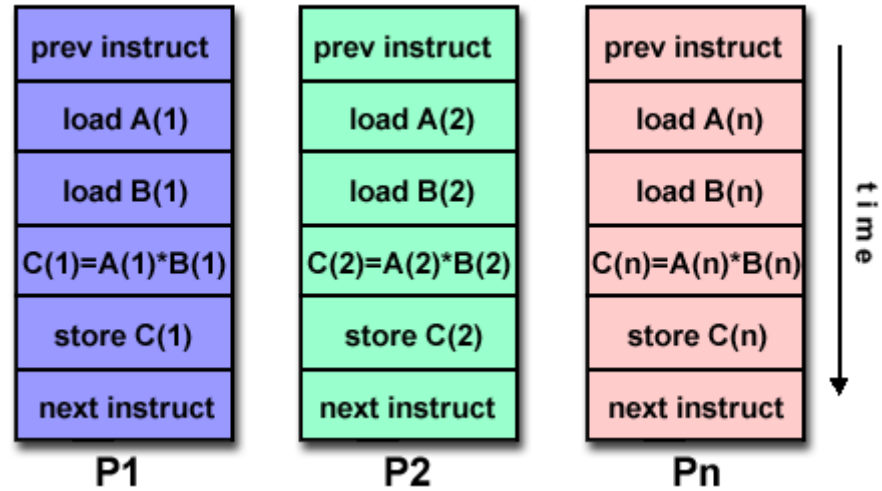 prev instruct
load A(1)
load B(1)
C(1)=A(1)*B(1)
store C(1)
next instruct
P1
prev instruct
load A(2)
load B(2)
C(2)=A(2)*B(2)
store C(2)
next instruct
P2
prev instruct
load A(n)
load B(n)
C(n)=A(n)*B(n)
store C(n)
next instruct
Pn
time